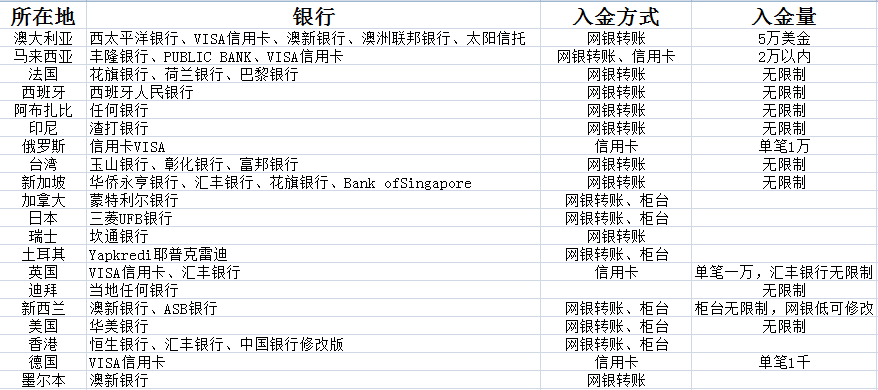 所在地 银行 入金方式 入金量
澳大利亚 西太平洋银行、VISA信用卡、澳新银行、澳洲联邦银行、太阳信托 网银转账 5万美金
马来西亚 丰隆银行、PUBLIC BANK、VISA信用卡 网银转账、信用卡 2万以内
法国 花旗银行、荷兰银行、巴黎银行 网银转账 无限制
西班牙 西班牙人民银行 网银转账 无限制
阿布扎比 任何银行 网银转账 无限制
印尼 渣打银行 网银转账 无限制
俄罗斯 信用卡VISA 信用卡 单笔1万
台湾 玉山银行、彰化银行、富邦银行 网银转账 无限制
新加坡 华侨永亨银行、汇丰银行、花旗银行、Bank ofSingapore 网银转账 无限制
加拿大 蒙特利尔银行 网银转账、柜台
日本 三菱UFB银行 网银转账、柜台
瑞士 坎通银行 网银转账
土耳其 Yapkredi耶普克雷迪 网银转账、柜台
英国 VISA信用卡、汇丰银行 信用卡 单笔一万，汇丰银行无限制
迪拜 当地任何银行 无限制
新西兰 澳新银行、ASB银行 网银转账、柜台 柜台无限制，网银低可修改
美国 华美银行 网银转账、柜台 无限制
香港 恒生银行、汇丰银行、中国银行修改版 网银转账、柜台
德国 VISA信用卡 信用卡 单笔1千
墨尔本 澳新银行 网银转账